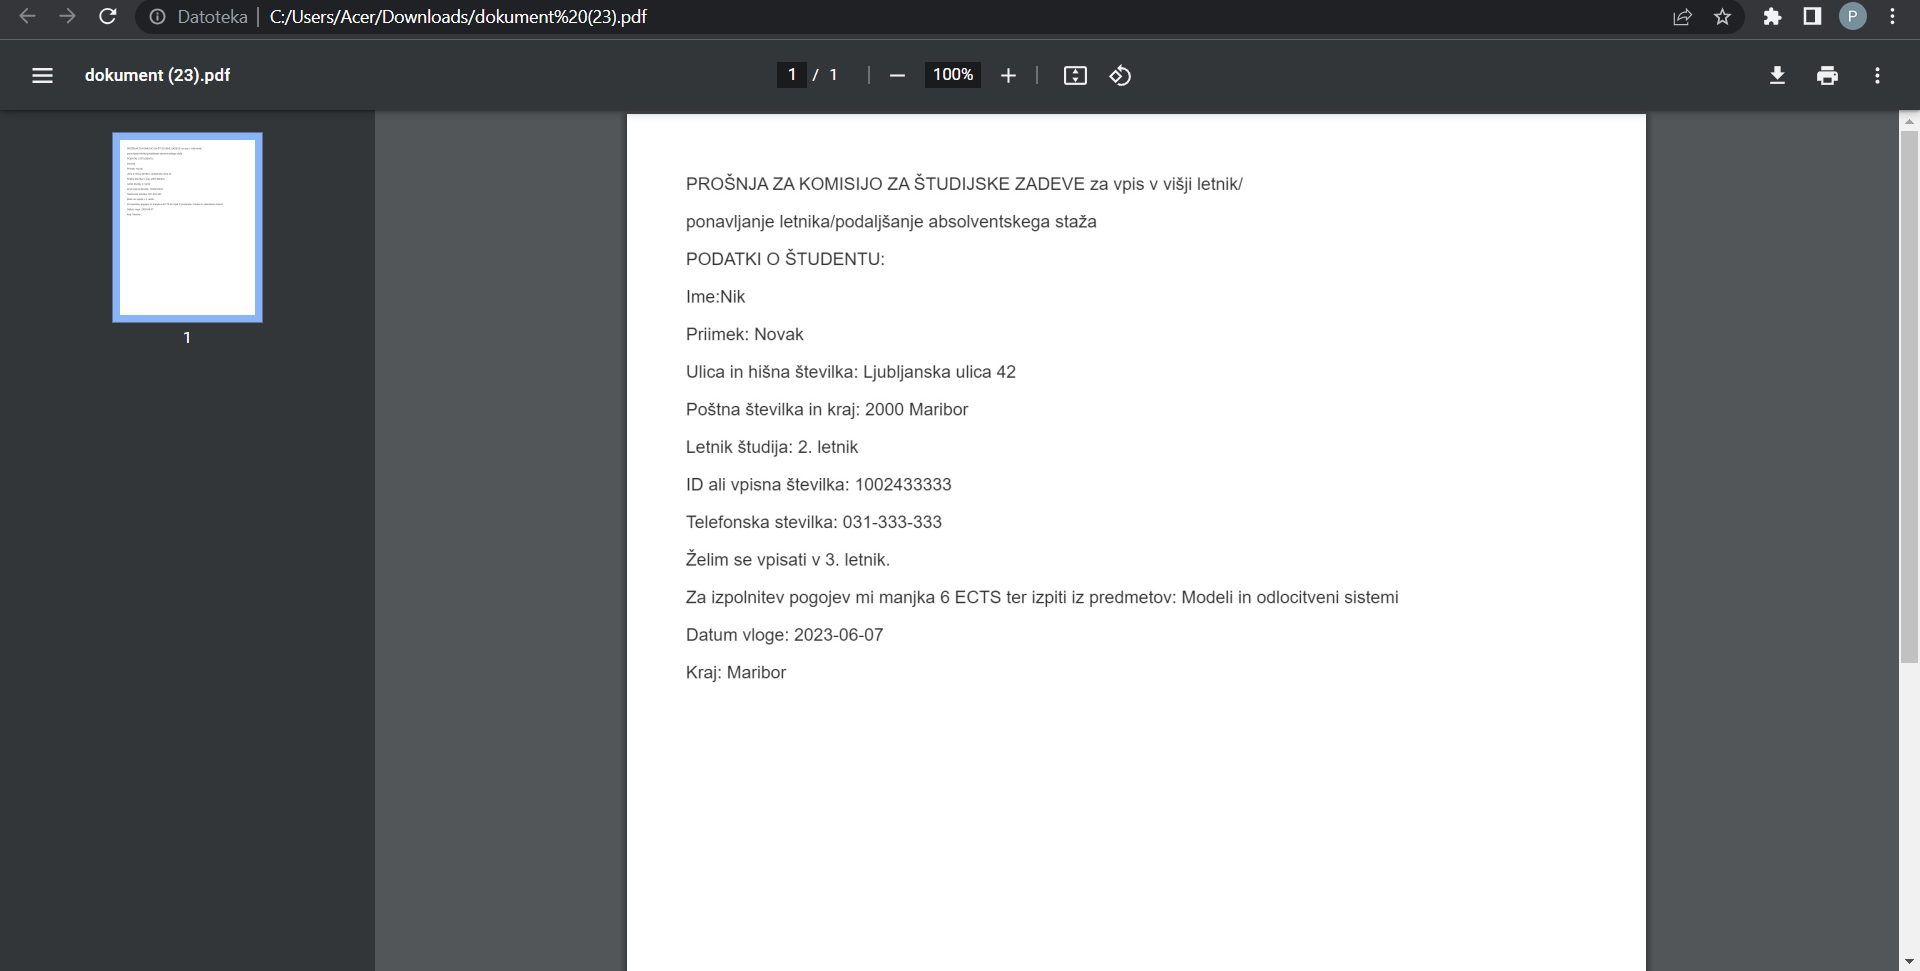 Datoteka | C:/Users/Acer/Downloads/dokument%20(23).pdf
P
dokument (23).pdf
1 / 1
100%
1
PROŠNJA ZA KOMISIJO ZA ŠTUDIJSKE ZADEVE za vpis v višji letnik/
ponavljanje letnika/podaljšanje absolventskega staža
PODATKI O ŠTUDENTU:
Ime:Nik
Priimek: Novak
Ulica in hišna številka: Ljubljanska ulica 42
Poštna številka in kraj: 2000 Maribor
Letnik študija: 2. letnik
ID ali vpisna številka: 1002433333
Telefonska stevilka: 031-333-333
Želim se vpisati v 3. letnik.
Za izpolnitev pogojev mi manjka 6 ECTS ter izpiti iz predmetov: Modeli in odlocitveni sistemi
Datum vloge: 2023-06-07
Kraj: Maribor